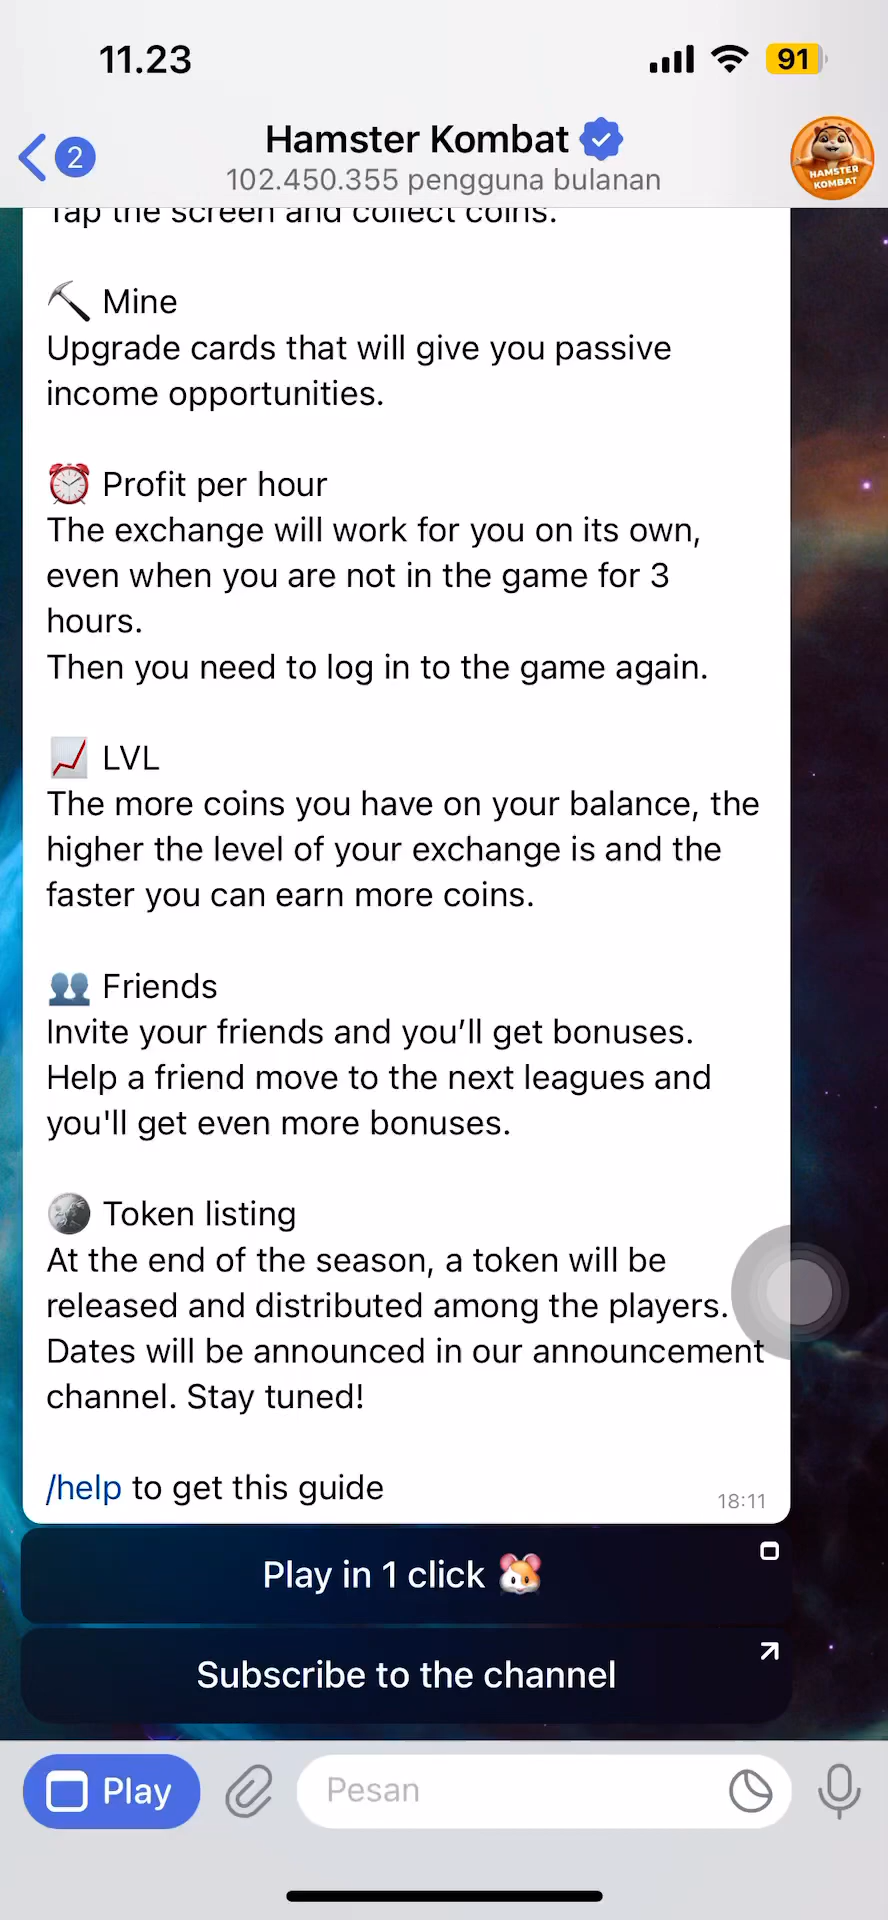 11.23
91
2
Hamster Kombat
102.450.355 pengguna bulanan
HAMSTER
KOMBAT
Tap the screen and collect coins.
Mine
Upgrade cards that will give you passive
income opportunities.
Profit per hour
The exchange will work for you on its own,
even when you are not in the game for 3
hours.
Then you need to log in to the game again.
LVL
The more coins you have on your balance, the
higher the level of your exchange is and the
faster you can earn more coins.
Friends
Invite your friends and you’ll get bonuses.
Help a friend move to the next leagues and
you'll get even more bonuses.
Token listing
At the end of the season, a token will be
released and distributed among the players.
Dates will be announced in our announcement
channel. Stay tuned!
/help to get this guide
18:11
Play in 1 click
Subscribe to the channel
Play
Pesan